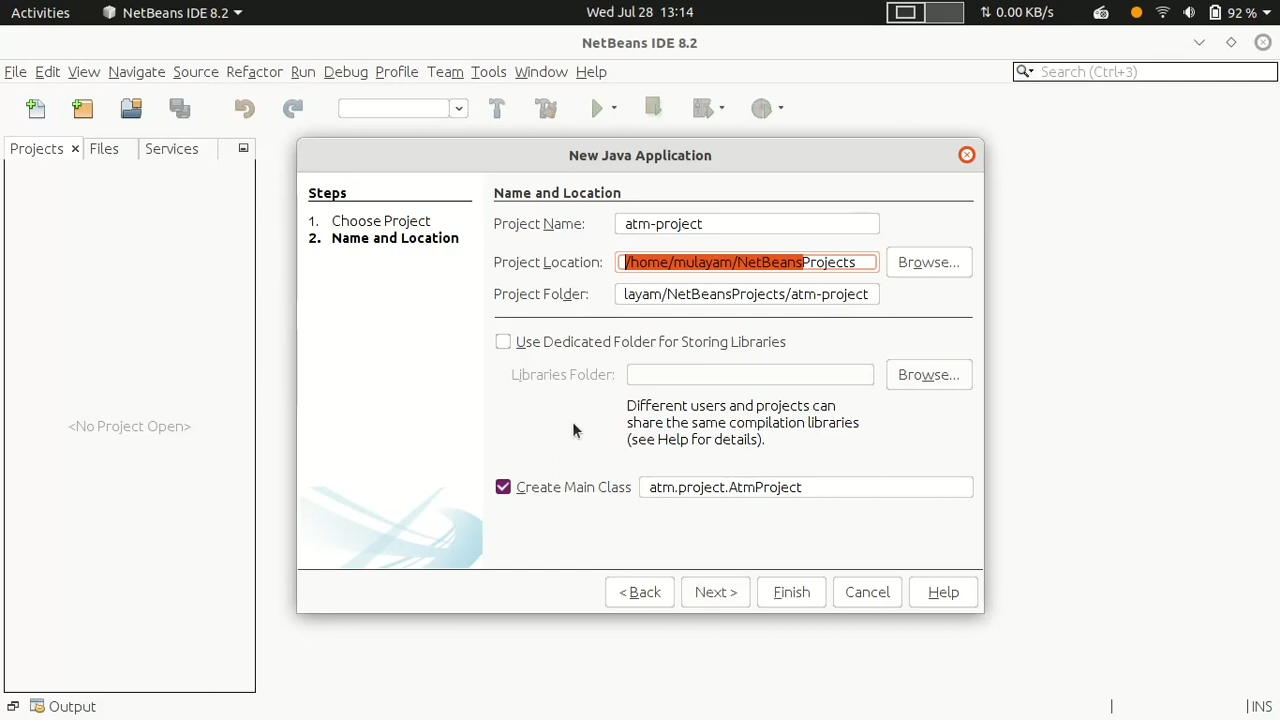 Activities NetBeans IDE 8.2 Wed Jul 28 13:14 0.00 KB/s 92 %
NetBeans IDE 8.2
File Edit View Navigate Source Refactor Run Debug Profile Team Tools Window Help Search (Ctrl+3)
Projects Files Services
<No Project Open>
New Java Application
Steps
1. Choose Project
2. Name and Location
Name and Location
Project Name: atm-project
Project Location: /home/mulayam/NetBeansProjects Browse...
Project Folder: layam/NetBeansProjects/atm-project
Use Dedicated Folder for Storing Libraries
Libraries Folder: Browse...
Different users and projects can
share the same compilation libraries
(see Help for details).
Create Main Class atm.project.AtmProject
< Back Next > Finish Cancel Help
Output INS